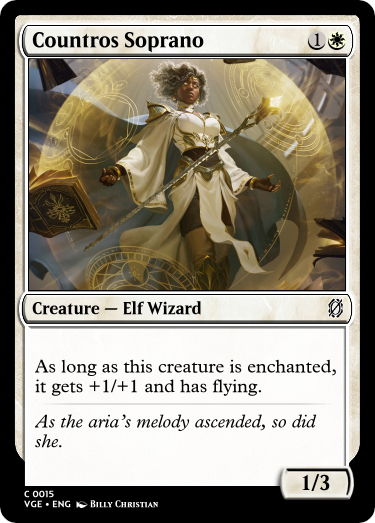 Countros Soprano 1
Creature — Elf Wizard
As long as this creature is enchanted,
it gets +1/+1 and has flying.
As the aria's melody ascended, so did
she.
1/3
C 0015
VGE • ENG Billy Christian